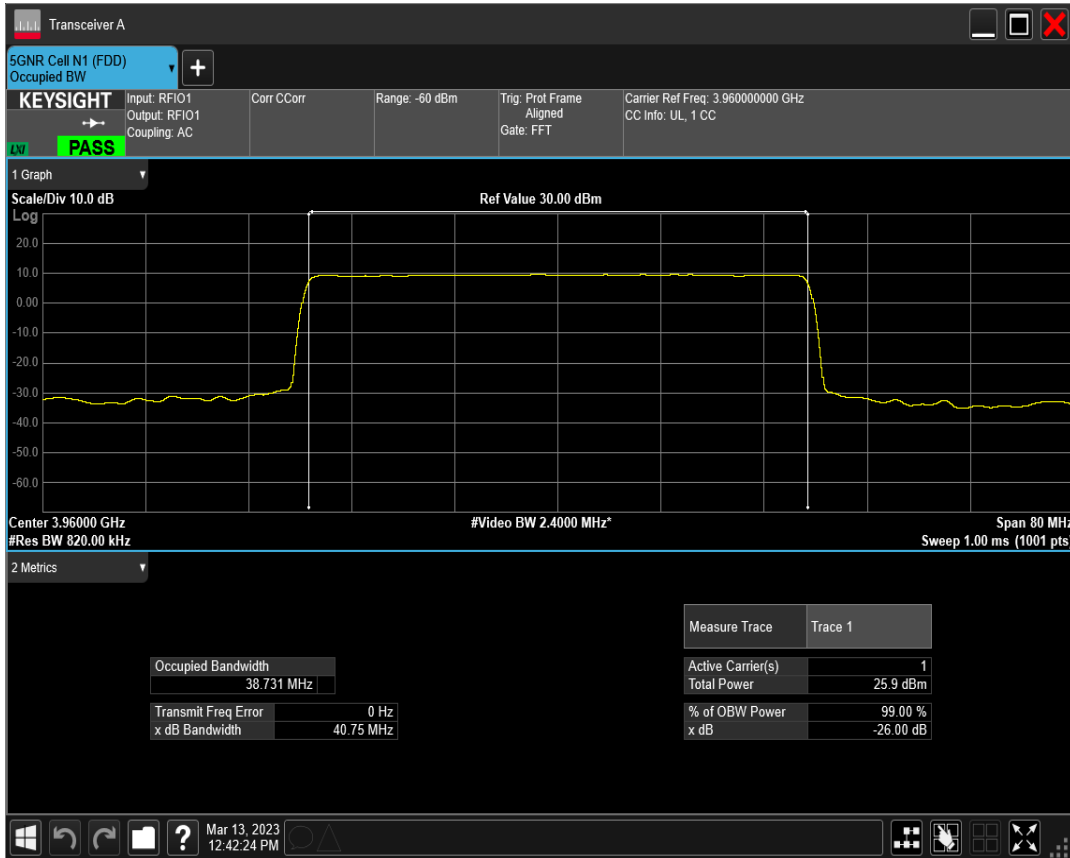 Transceiver A
5GNR Cell N1 (FDD)
Occupied BW
+
KEYSIGHT
LXI
PASS
Input: RFIO1
Output: RFIO1
Coupling: AC
Corr CCorr
Range: -60 dBm
Trig: Prot Frame
Aligned
Gate: FFT
Carrier Ref Freq: 3.960000000 GHz
CC Info: UL, 1 CC
1 Graph
Scale/Div 10.0 dB
Ref Value 30.00 dBm
Log
20.0
10.0
0.00
-10.0
-20.0
-30.0
-40.0
-50.0
-60.0
Center 3.96000 GHz
#Video BW 2.4000 MHz*
Span 80 MHz
#Res BW 820.00 kHz
Sweep 1.00 ms (1001 pts)
2 Metrics
Measure Trace Trace 1
Occupied Bandwidth
38.731 MHz
Active Carrier(s) 1
Total Power 25.9 dBm
Transmit Freq Error 0 Hz
x dB Bandwidth 40.75 MHz
% of OBW Power 99.00 %
x dB -26.00 dB
?
Mar 13, 2023
12:42:24 PM